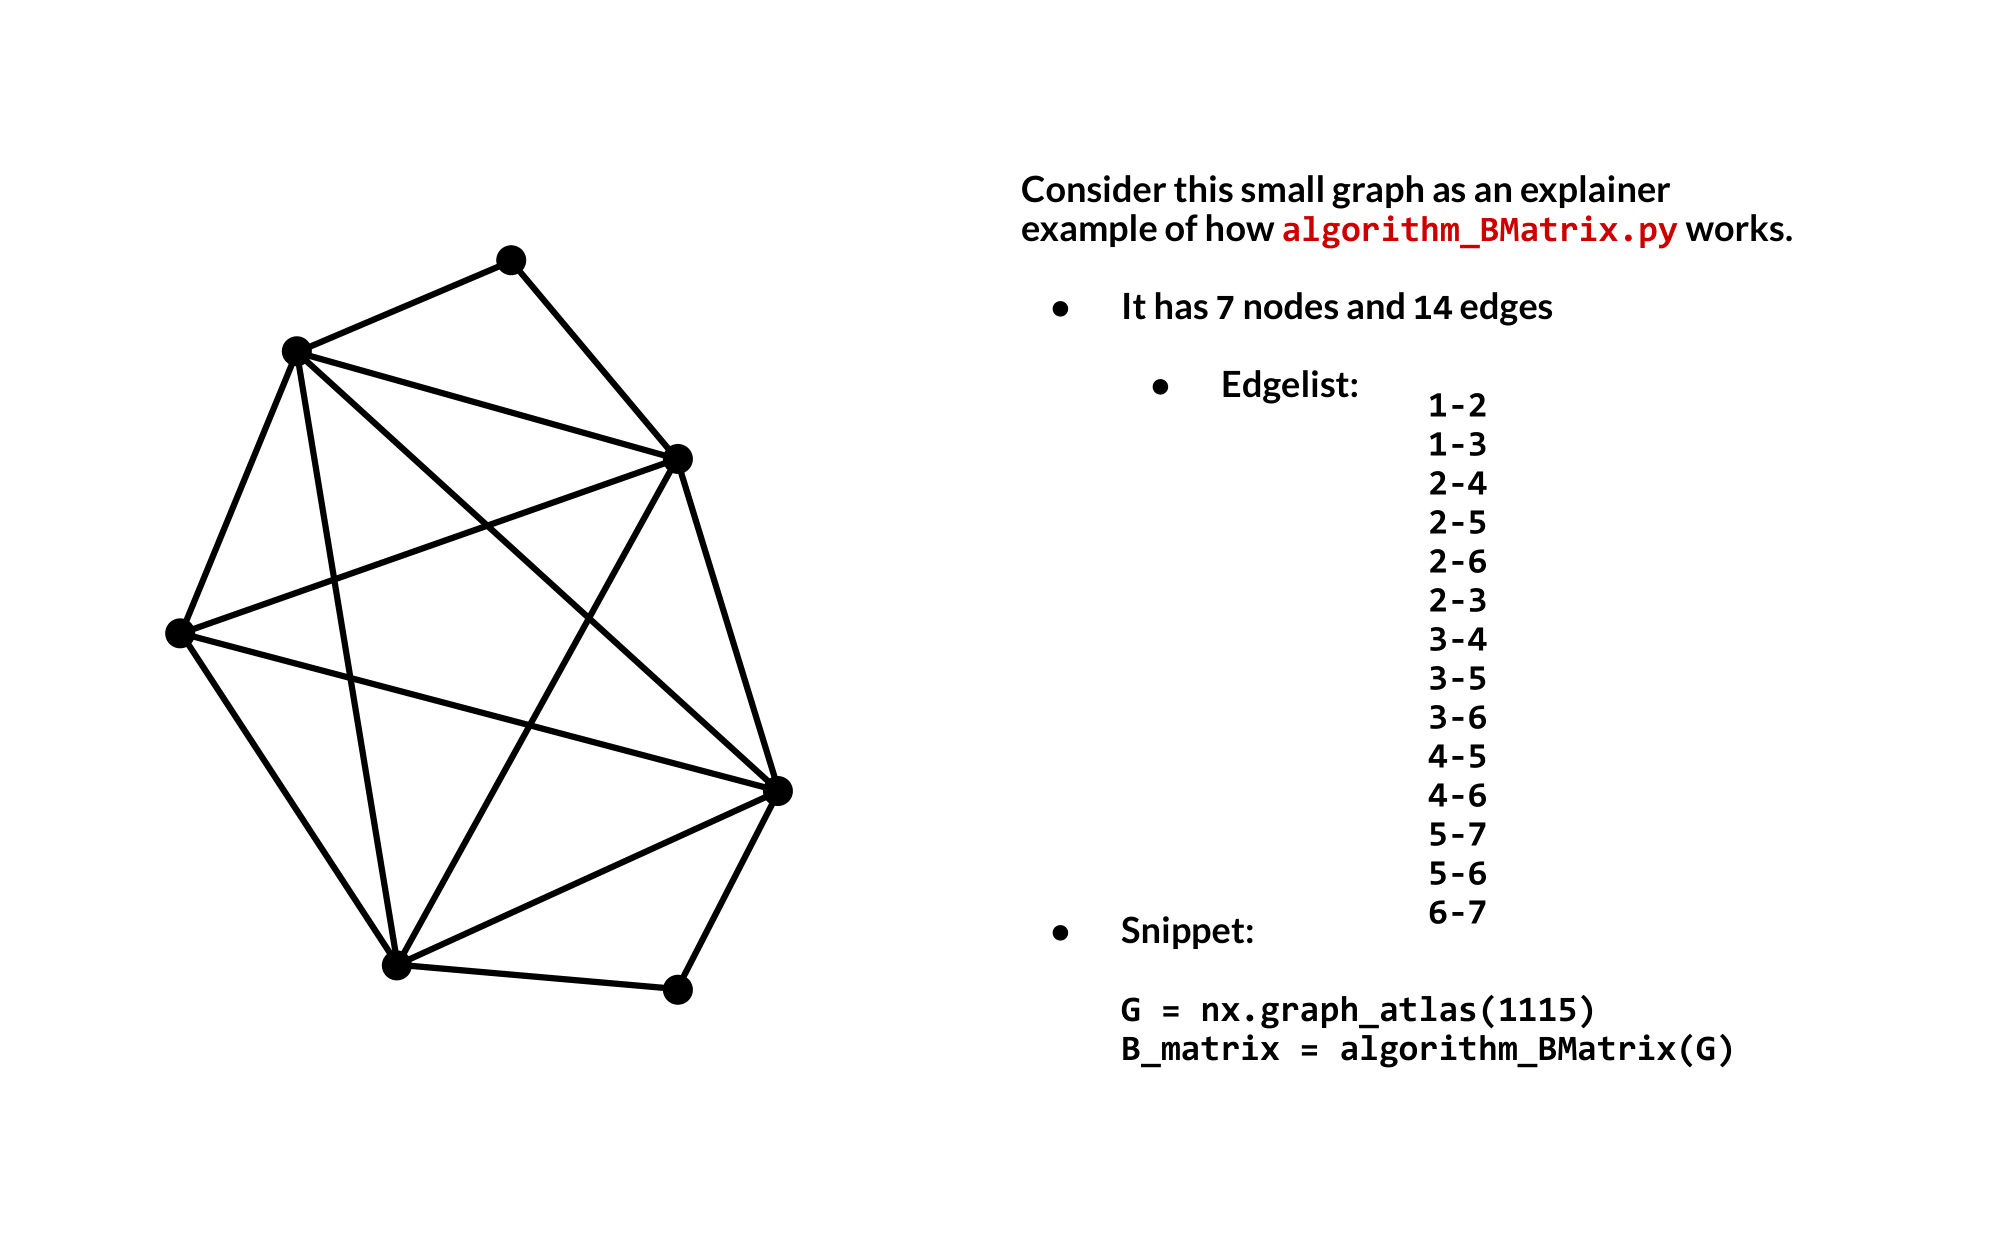 Consider this small graph as an explainer
example of how algorithm_BMatrix.py works.
● It has 7 nodes and 14 edges
● Edgelist:
1-2
1-3
2-4
2-5
2-6
2-3
3-4
3-5
3-6
4-5
4-6
5-7
5-6
6-7
● Snippet:
G = nx.graph_atlas(1115)
B_matrix = algorithm_BMatrix(G)